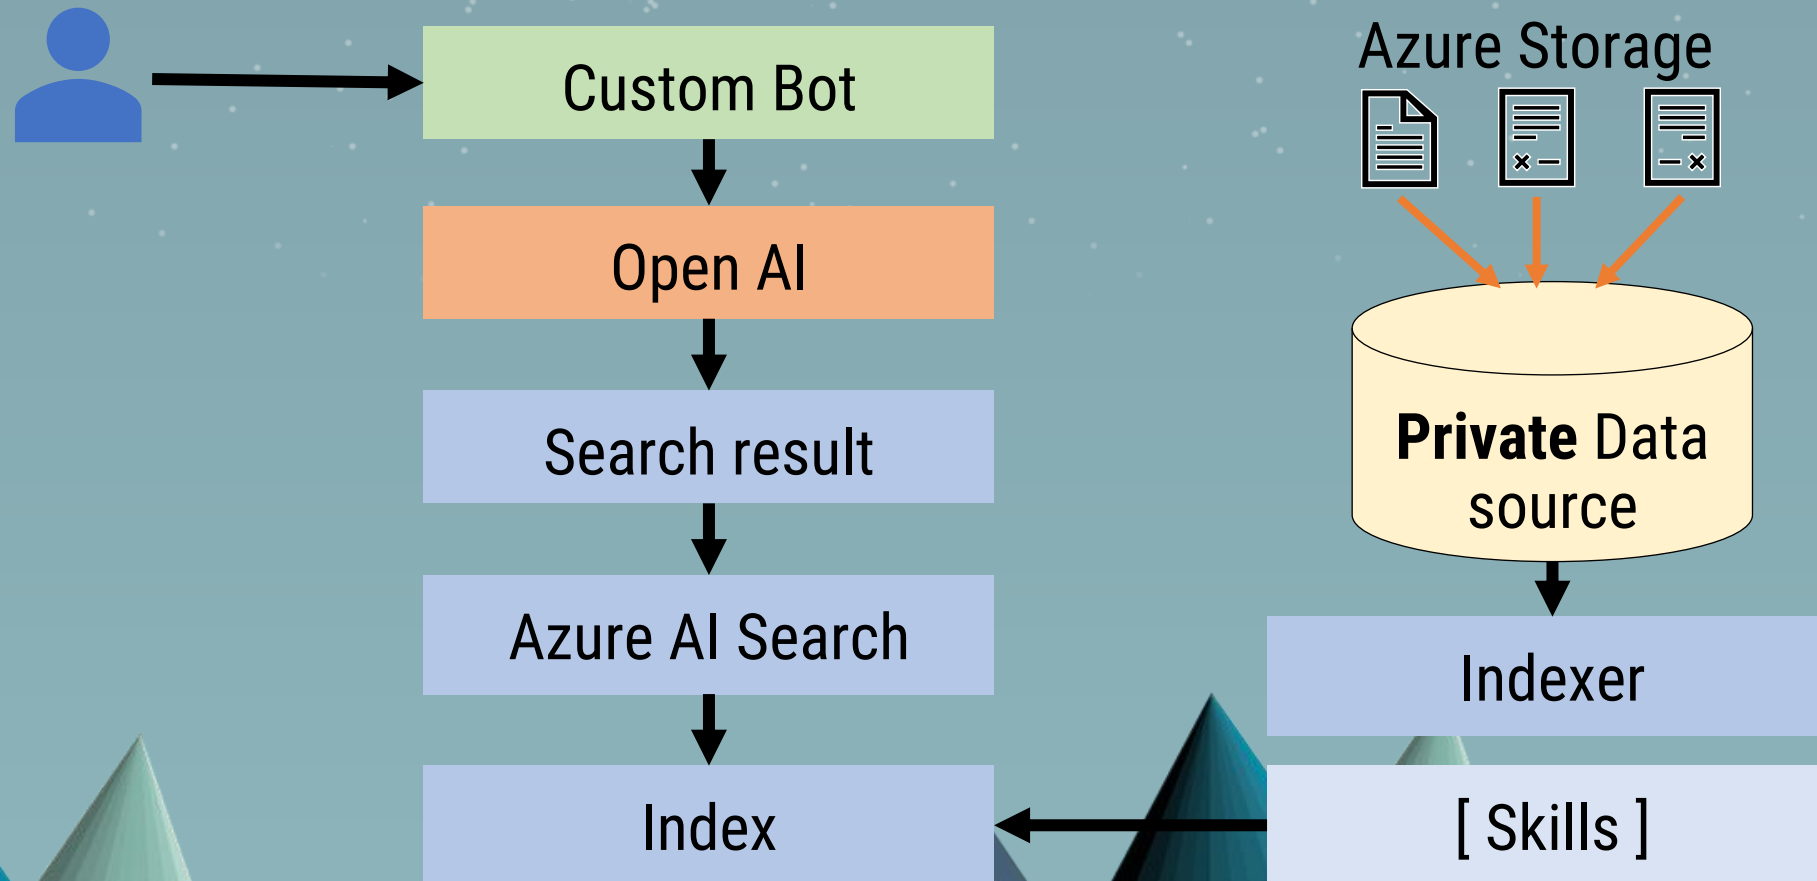 Custom Bot
Open AI
Search result
Azure AI Search
Index
Azure Storage
Private Data
source
Indexer
[ Skills ]